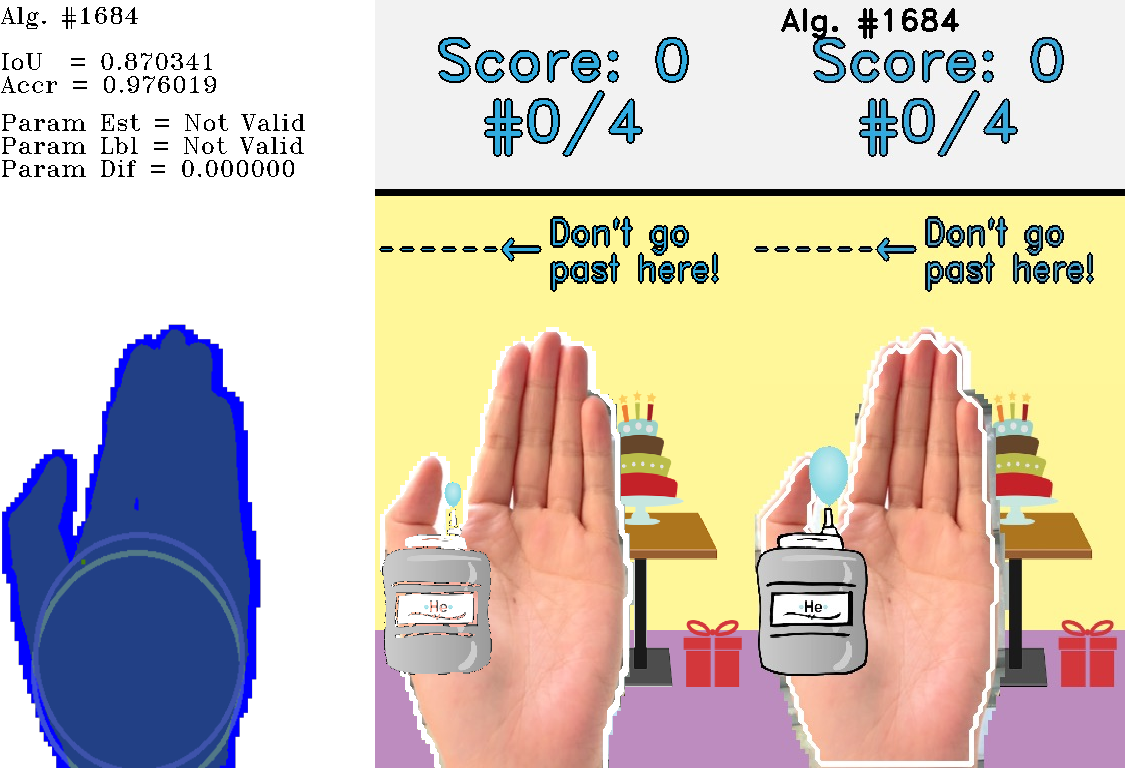 Alg. #1684
IoU = 0.870341
Accr = 0.976019
Param Est = Not Valid
Param Lbl = Not Valid
Param Dif = 0.000000
Score: 0
#0/4
Don't go
past here!
He
Alg. #1684
Score: 0
#0/4
Don't go
past here!
He